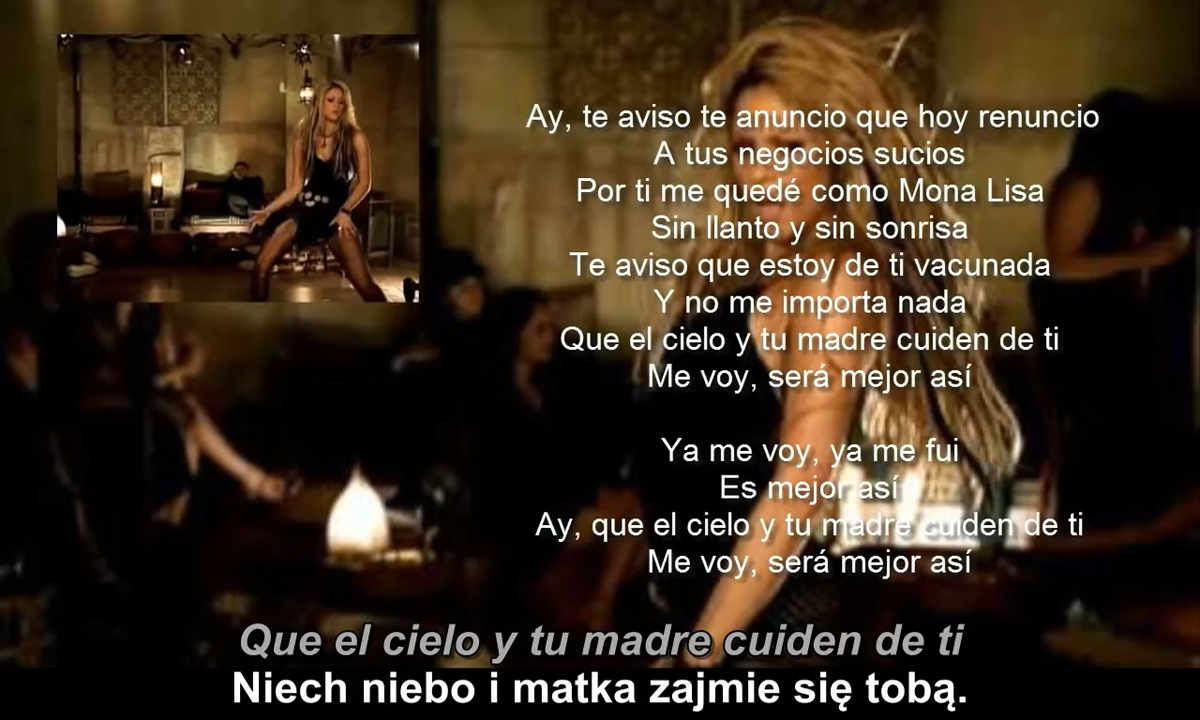 Ay, te aviso te anuncio que hoy renuncio
A tus negocios sucios
Por ti me quedé como Mona Lisa
Sin llanto y sin sonrisa
Te aviso que estoy de ti vacunada
Y no me importa nada
Que el cielo y tu madre cuiden de ti
Me voy, será mejor así
Ya me voy, ya me fui
Es mejor así
Ay, que el cielo y tu madre cuiden de ti
Me voy, será mejor así
Que el cielo y tu madre cuiden de ti
Niech niebo i matka zajmie się tobą.